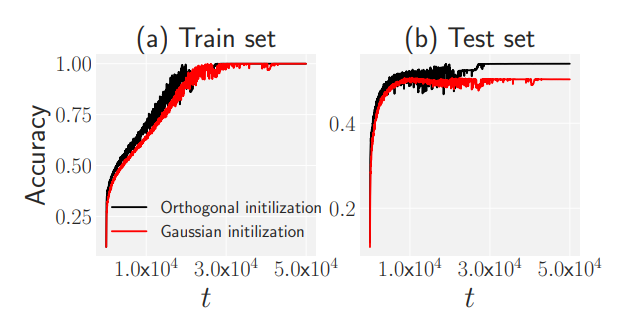 (a) Train set
(b) Test set
Accuracy
1.00
0.75
0.50
0.25
Orthogonal initilization
Gaussian initilization
0.4
0.2
1.0x10⁴ 3.0x10⁴ 5.0x10⁴
1.0x10⁴ 3.0x10⁴ 5.0x10⁴
t
t